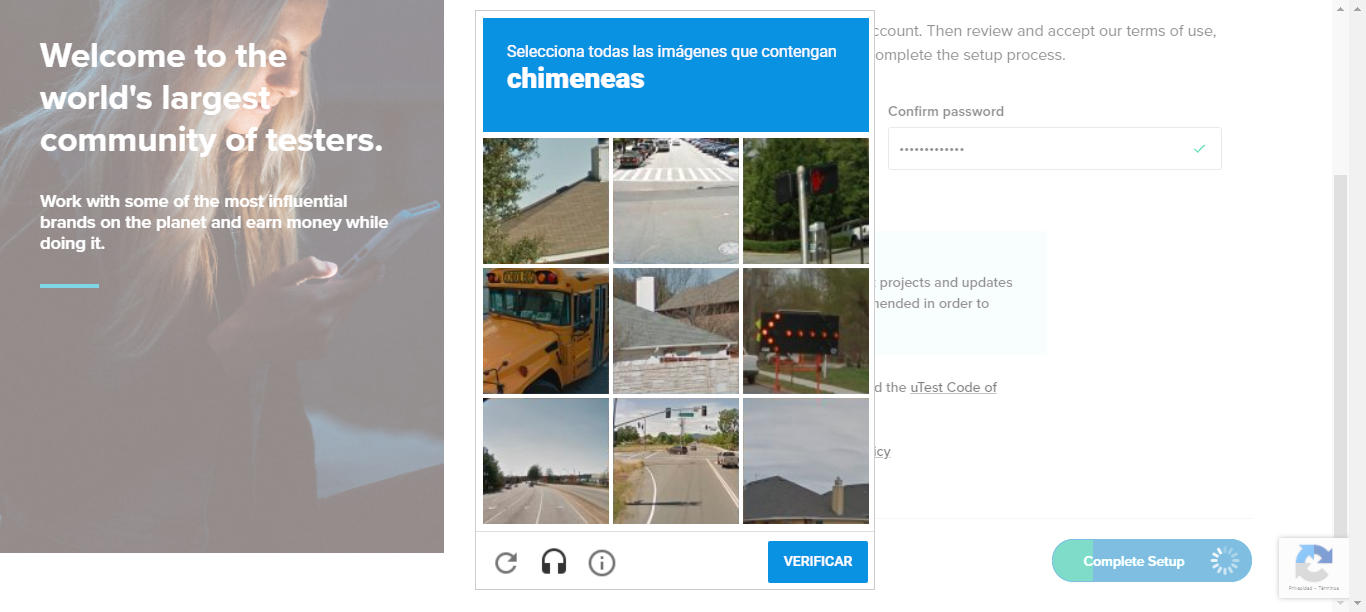 Welcome to the
world's largest
community of testers.
Work with some of the most influential
brands on the planet and earn money while
doing it.
Selecciona todas las imágenes que contengan
chimeneas
VERIFICAR
ccount. Then review and accept our terms of use,
omplete the setup process.
Confirm password
•••••••••••••
projects and updates
nended in order to
d the uTest Code of
icy
Complete Setup
Privacidad - Términos